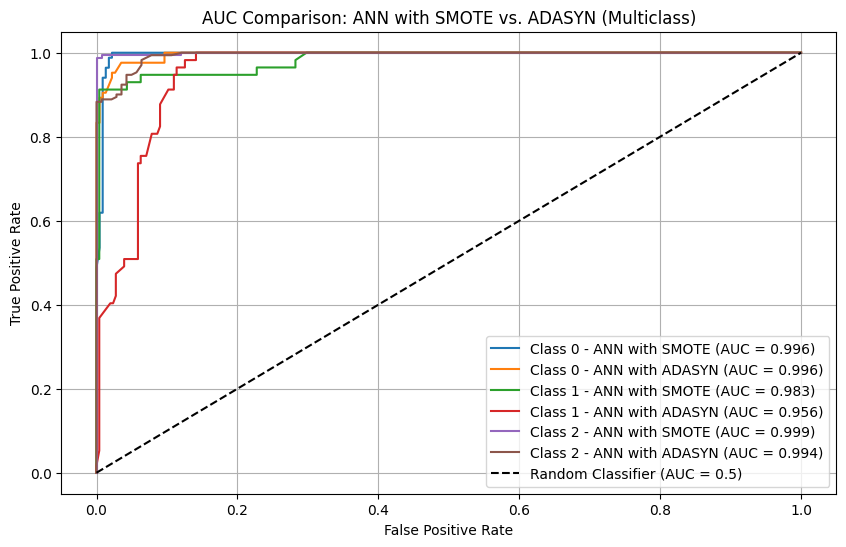 AUC Comparison: ANN with SMOTE vs. ADASYN (Multiclass)
True Positive Rate
1.0
0.8
0.6
0.4
0.2
0.0
Class 0 - ANN with SMOTE (AUC = 0.996)
Class 0 - ANN with ADASYN (AUC = 0.996)
Class 1 - ANN with SMOTE (AUC = 0.983)
Class 1 - ANN with ADASYN (AUC = 0.956)
Class 2 - ANN with SMOTE (AUC = 0.999)
Class 2 - ANN with ADASYN (AUC = 0.994)
Random Classifier (AUC = 0.5)
0.0 0.2 0.4 0.6 0.8 1.0
False Positive Rate